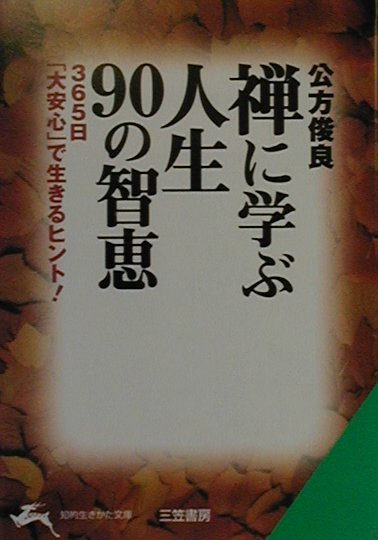 公方俊良
禅に学ぶ
人生
90の智恵
365日
「大安心」で生きるヒント!
知的生きかた文庫
三笠書房